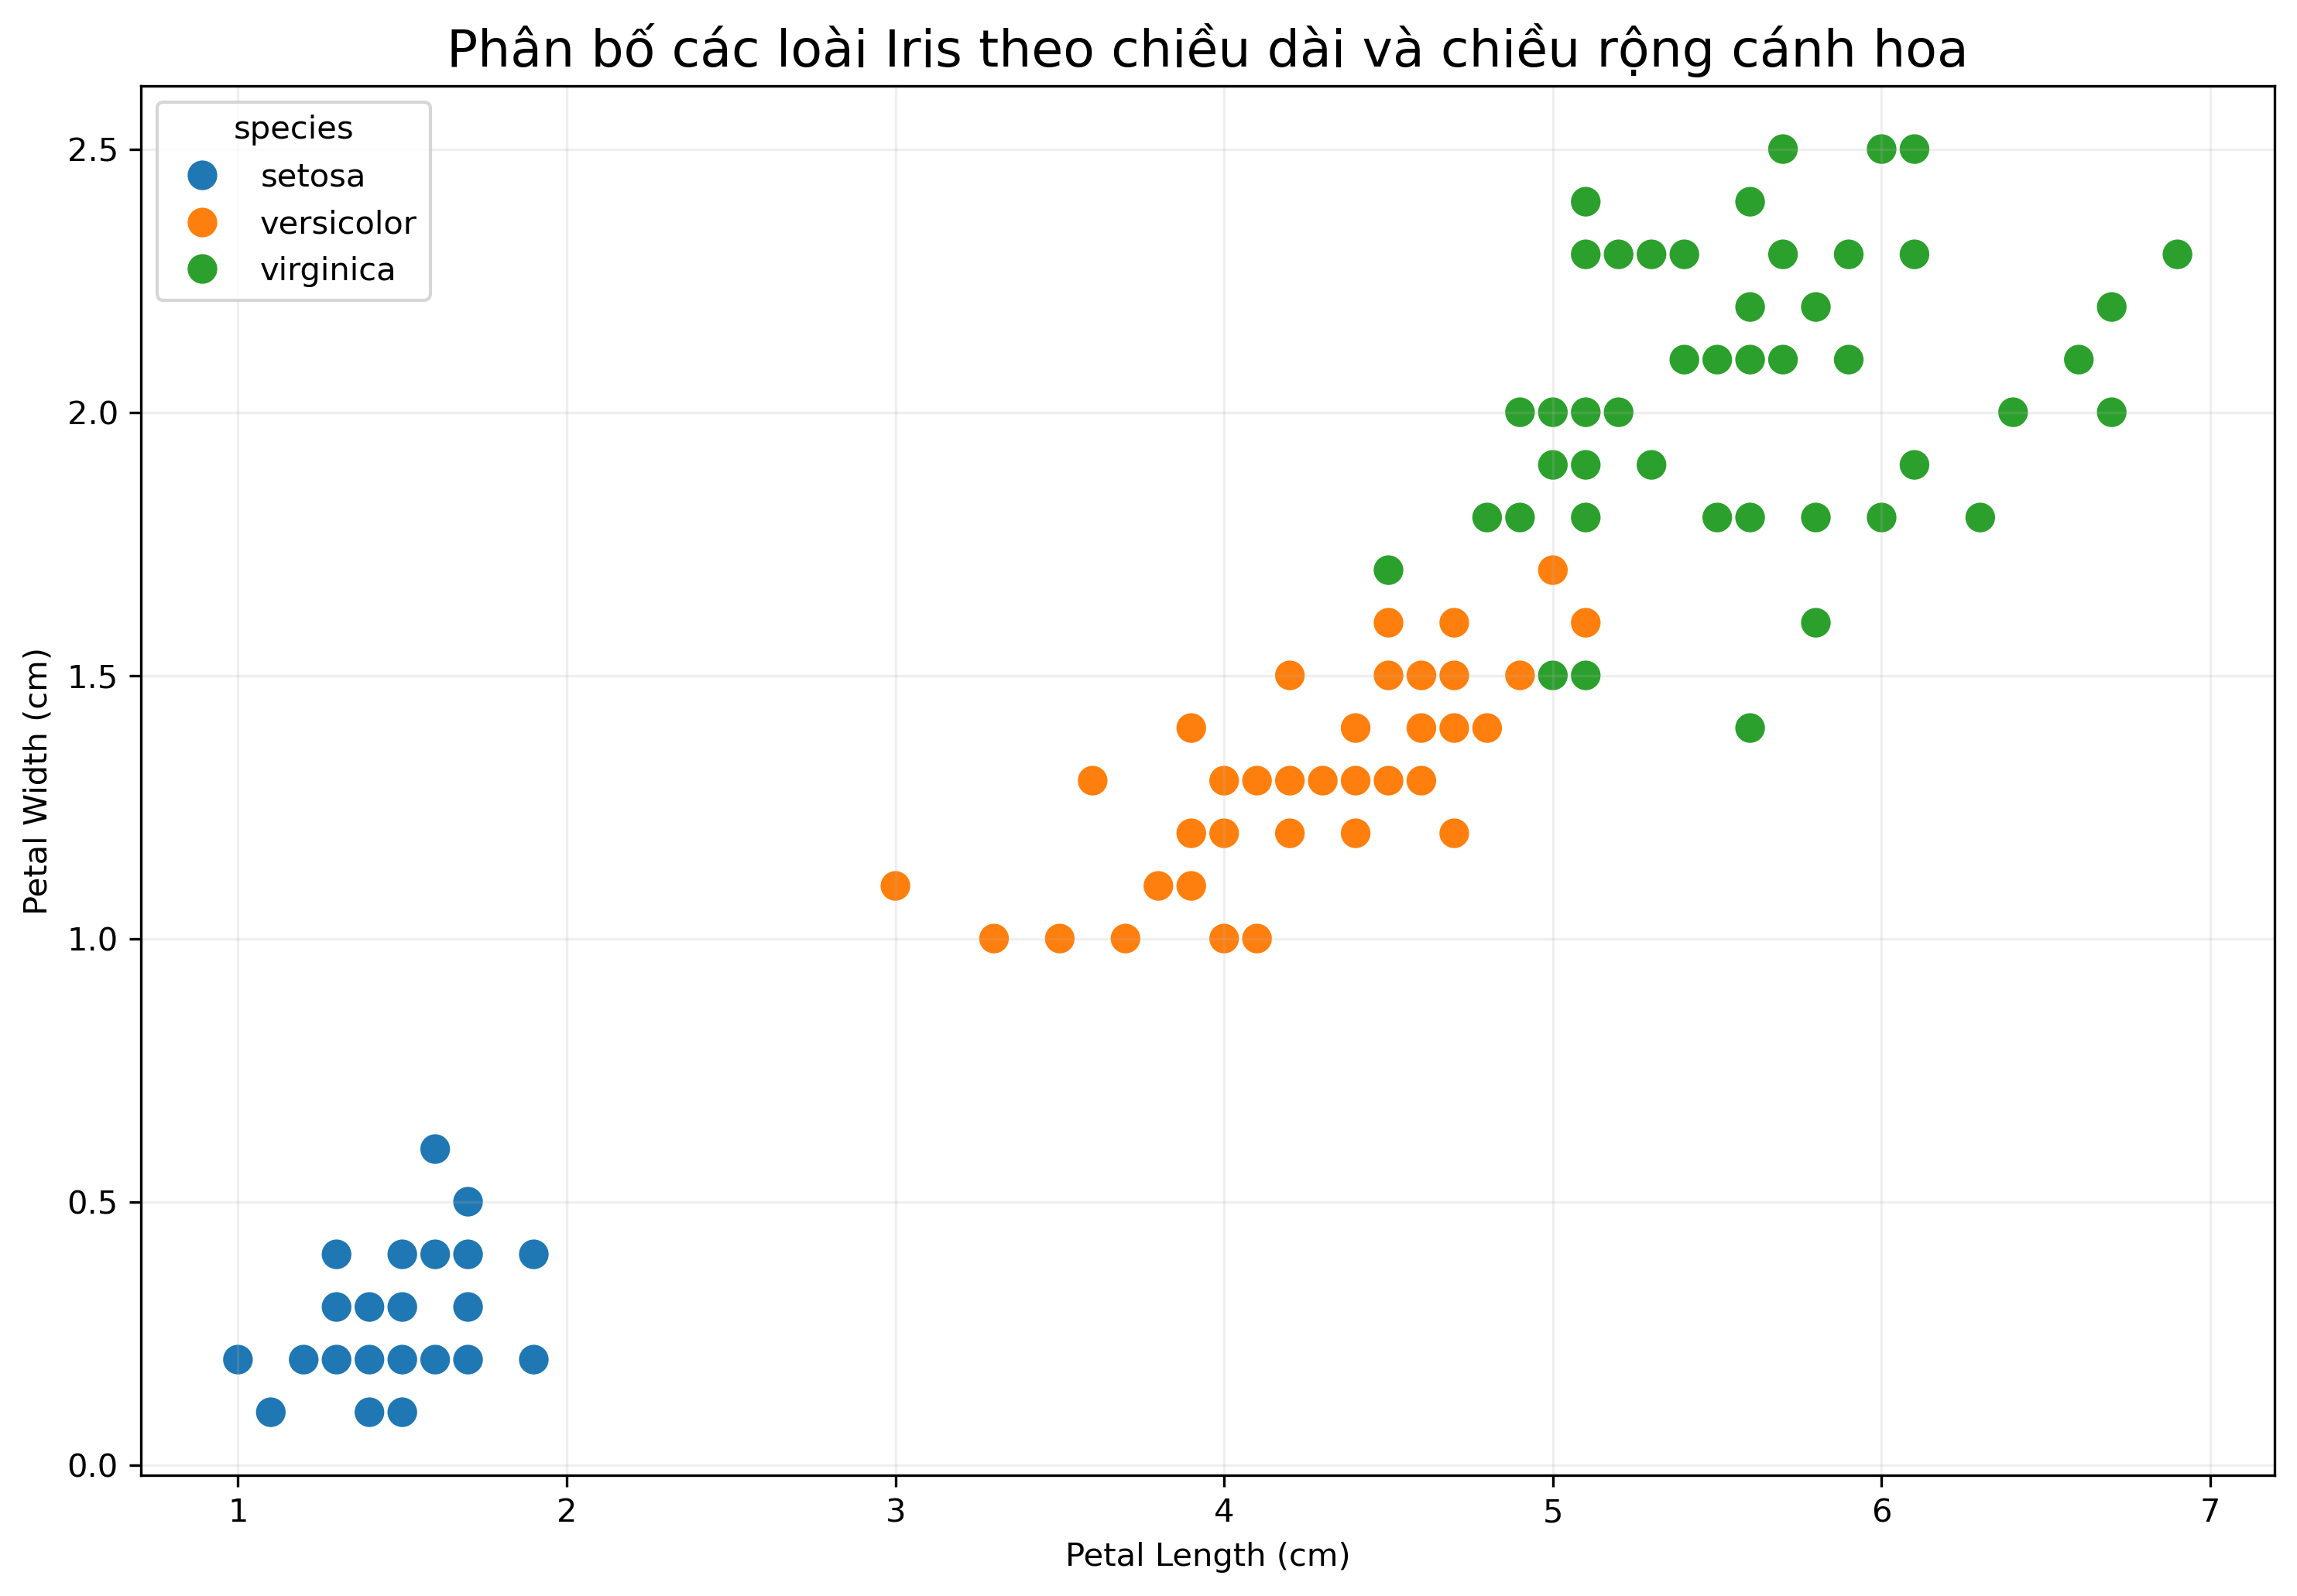 Phân bố các loài Iris theo chiều dài và chiều rộng cánh hoa
species
setosa
versicolor
virginica
2.5
2.0
1.5
1.0
0.5
0.0
Petal Width (cm)
1 2 3 4 5 6 7
Petal Length (cm)